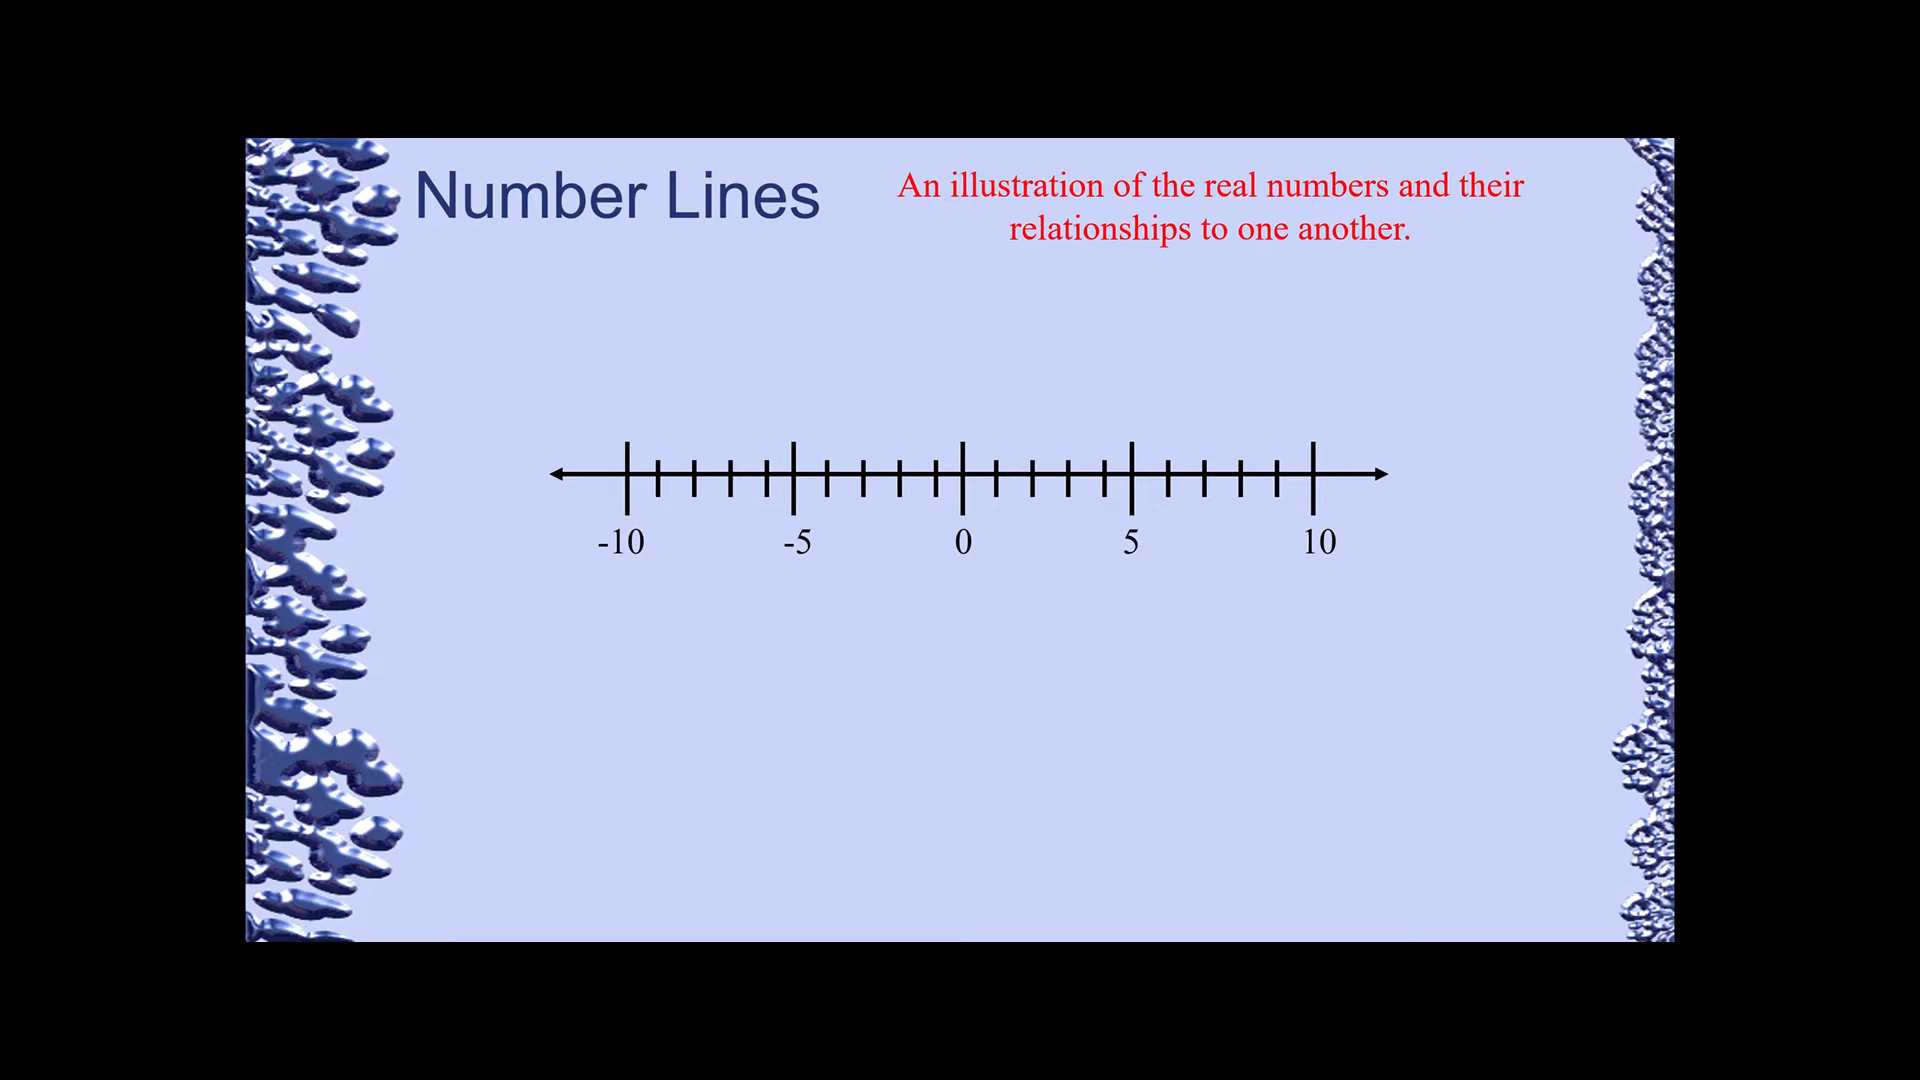 Number Lines
An illustration of the real numbers and their
relationships to one another.
-10 -5 0 5 10